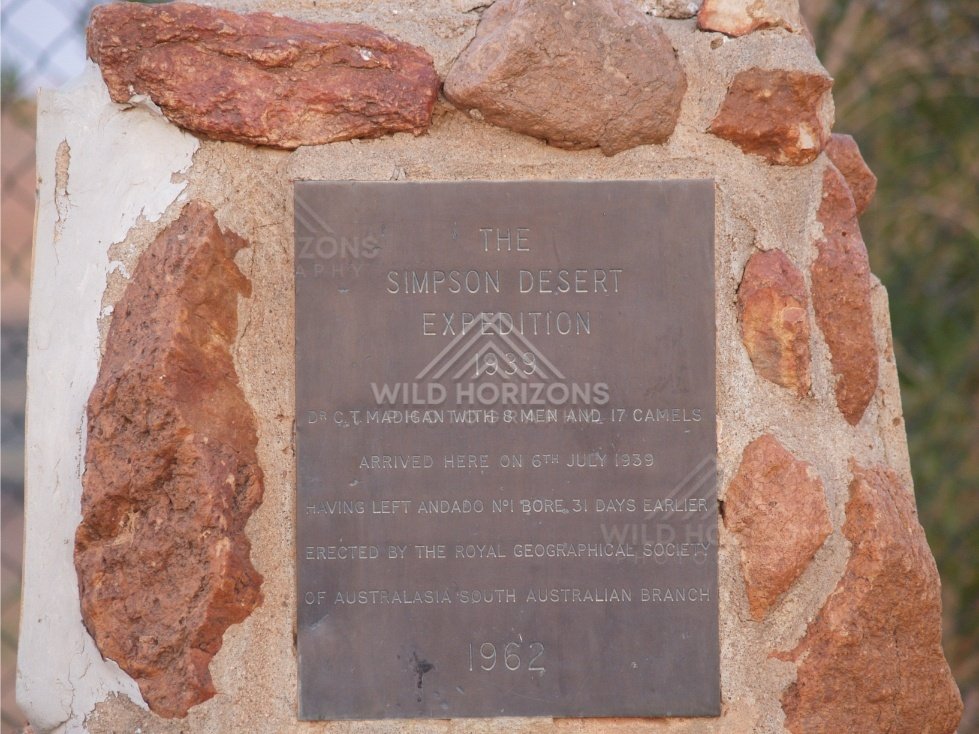 THE
SIMPSON DESERT
EXPEDITION
1939
WILD HORIZONS
PHOTOGRAPHY
DR C.T. MADIGAN WITH 8 MEN AND 17 CAMELS
ARRIVED HERE ON 6TH JULY 1939
HAVING LEFT ANDADO Nº1 BORE 31 DAYS EARLIER
ERECTED BY THE ROYAL GEOGRAPHICAL SOCIETY
OF AUSTRALASIA SOUTH AUSTRALIAN BRANCH
1962